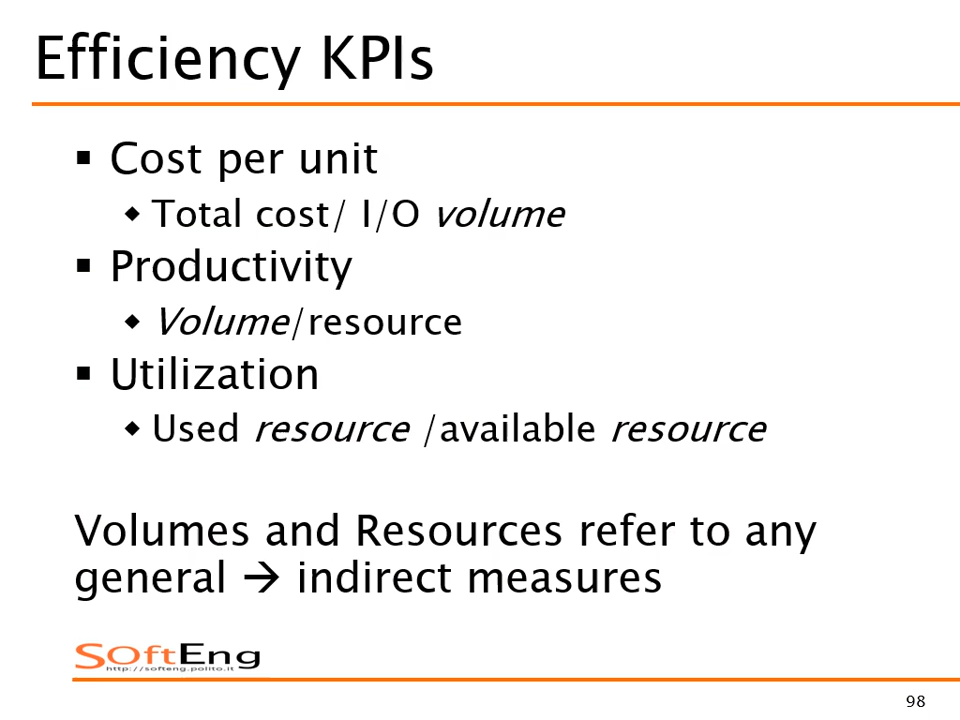 Efficiency KPIs
▪ Cost per unit
◆ Total cost/ I/O volume
▪ Productivity
◆ Volume/resource
▪ Utilization
◆ Used resource /available resource
Volumes and Resources refer to any
general → indirect measures
SOftEng
http://softeng.polito.it
98